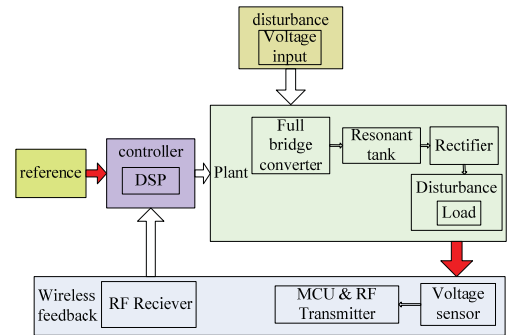 disturbance
Voltage
input
Full
bridge
converter
Resonant
tank
Rectifier
controller
DSP
reference
Plant
Disturbance
Load
Wireless
feedback
RF Reciever
MCU & RF
Transmitter
Voltage
sensor